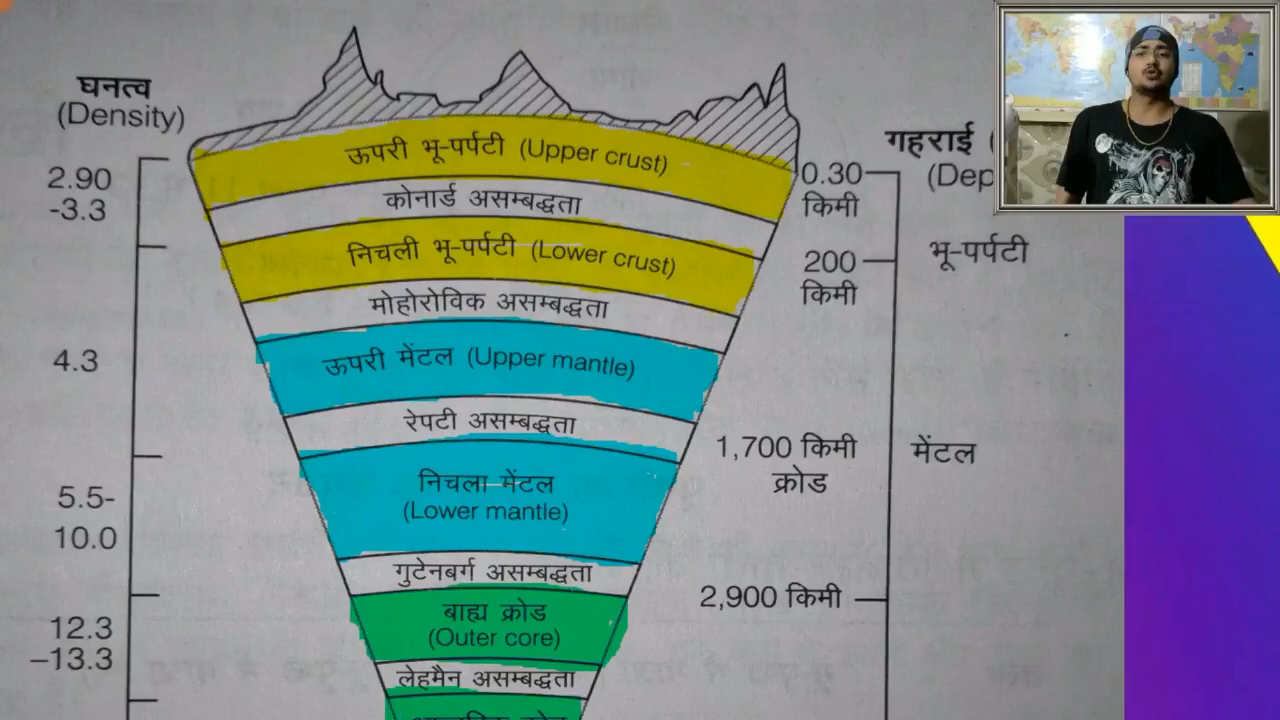 घनत्व
(Density)
2.90
-3.3
4.3
5.5-
10.0
12.3
–13.3
ऊपरी भू-पर्पटी (Upper crust)
कोनार्ड असम्बद्धता
निचली भू-पर्पटी (Lower crust)
मोहोरोविक असम्बद्धता
ऊपरी मेंटल (Upper mantle)
रेपटी असम्बद्धता
निचला मेंटल
(Lower mantle)
गुटेनबर्ग असम्बद्धता
बाह्य क्रोड
(Outer core)
लेहमैन असम्बद्धता
0.30
किमी
200
किमी
1,700 किमी
क्रोड
2,900 किमी
गहराई (
(Dep
भू-पर्पटी
मेंटल